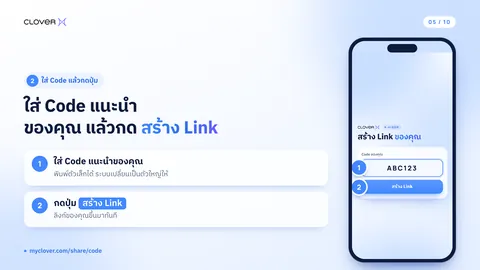 CLOVER X
05 / 10
2 ใส่ Code แล้วกดปุ่ม
ใส่ Code แนะนำ
ของคุณ แล้วกด สร้าง Link
1 ใส่ Code แนะนำของคุณ
พิมพ์ตัวเล็กได้ ระบบเปลี่ยนเป็นตัวใหญ่ให้
2 กดปุ่ม สร้าง Link
ลิงก์ของคุณขึ้นมาทันที
myclover.com/share/code
CLOVER X
สร้าง Link ของคุณ
1 ABC123
2 สร้าง Link